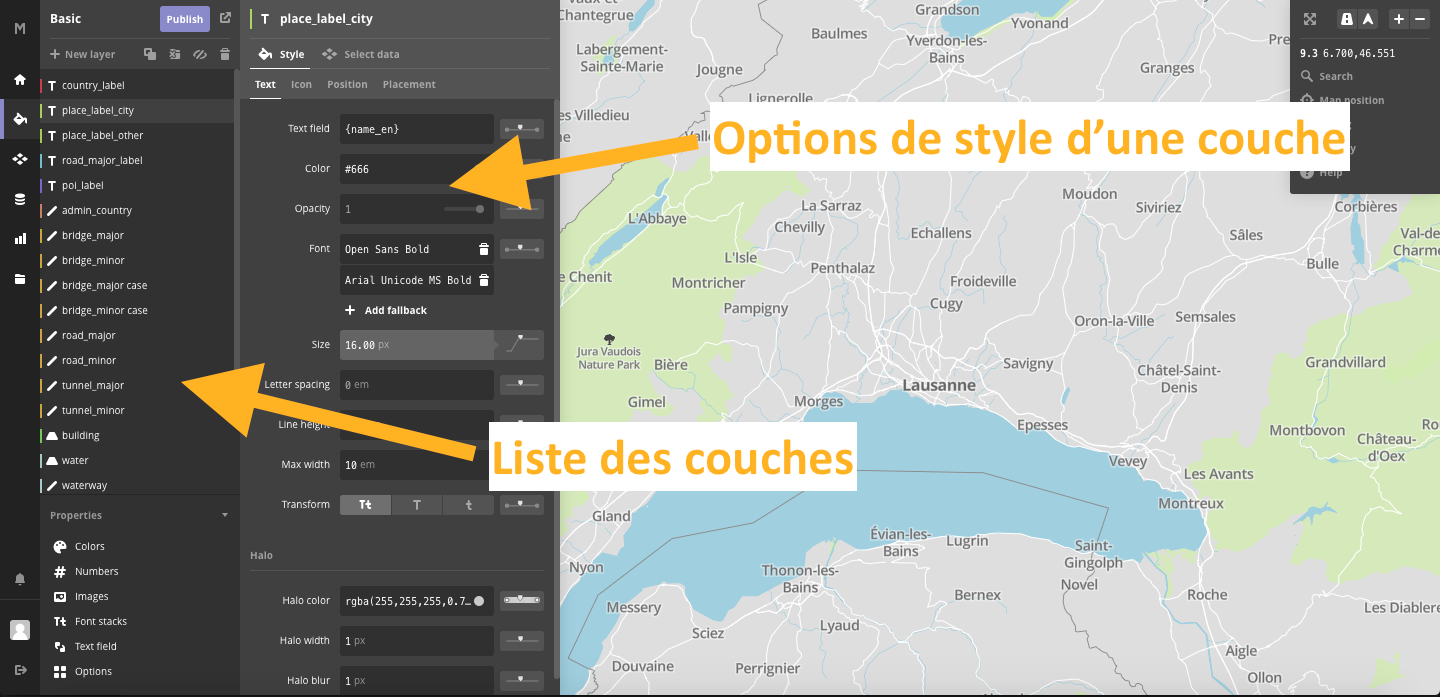 M
Basic
Publish
New layer
country_label
place_label_city
place_label_other
road_major_label
poi_label
admin_country
bridge_major
bridge_minor
bridge_major case
bridge_minor case
road_major
road_minor
tunnel_major
tunnel_minor
building
water
waterway
Properties
Colors
Numbers
Images
Font stacks
Text field
Options
T place_label_city
Style
Select data
Text Icon Position Placement
Text field {name_en}
Color #666
Opacity 1
Font Open Sans Bold
Arial Unicode MS Bold
Add fallback
Size 16.00 px
Letter spacing 0 em
Line height
Max width 10 em
Transform Tt T t
Halo
Halo color rgba(255,255,255,0.7…
Halo width 1 px
Halo blur 1 px
Options de style d’une couche
Liste des couches
9.3 6.700,46.551
Search
Map position
Help
et Chantegrue
Grandson
Yvonand
Baulmes
Yverdon-les-
Bains
Labergement-
Sainte-Marie
Jougne
Granges
Lignerolle
es Villedieu
L'Abbaye
La Sarraz
Moudon
Siviriez
Corbières
Chevilly
Echallens
Sâles
Val-de-
Charme
L'Isle
Penthalaz
Bulle
e Chenit
Montricher
Froideville
Pampigny
Cugy
Oron-la-Ville
Semsales
Jura Vaudois
Nature Park
Bière
Savigny
Grandvillard
Châtel-Saint-
Denis
Lausanne
Gimel
Morges
Epesses
Montbovon
Château-
d'Oex
Vevey
Les Avants
Montreux
Gland
Évian-les-
Bains
Lugrin
Saint-
Gingolph
Nyon
Thonon-les-
Bains
Novel
Bernex
Roche
Messery
Les Diablere
Sciez
Lyaud
Aigle
Douvaine
Perrignier
Ollon